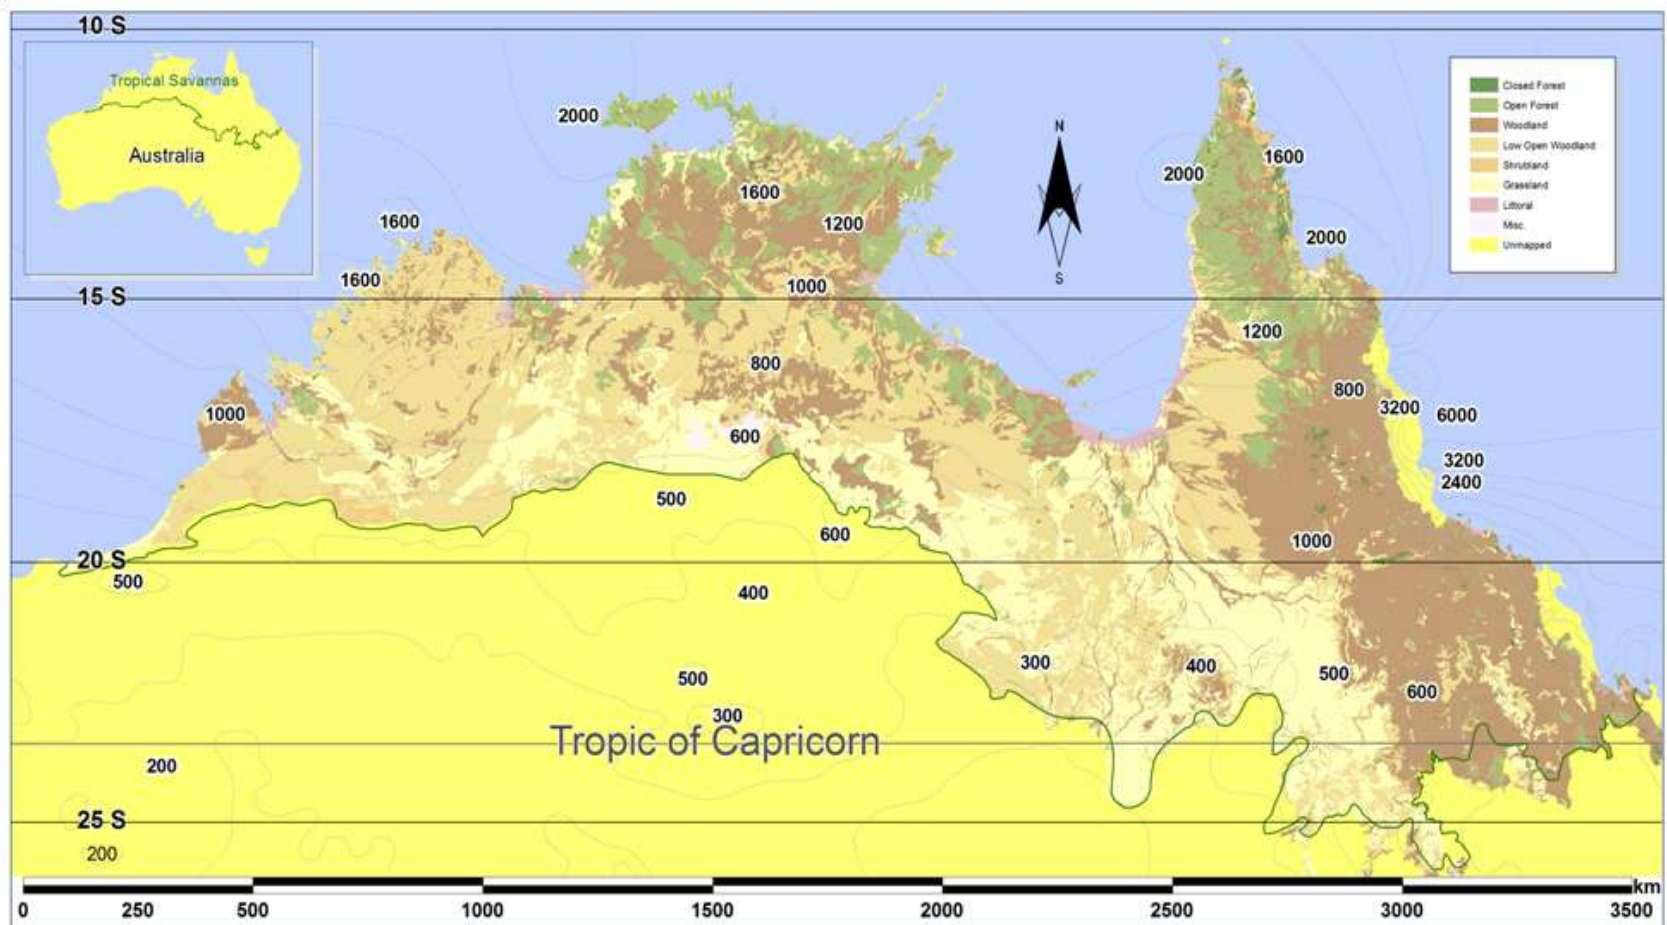 10 S
Tropical Savannas
Australia
Closed Forest
Open Forest
Woodland
Low Open Woodland
Shrubland
Grassland
Littoral
Misc.
Unmapped
N
S
2000
1600
2000
1600
1600
1200
2000
1600
1000
15 S
1200
800
800
1000
3200
6000
600
3200
2400
500
600
1000
20 S
500
400
300
400
500
500
600
300
Tropic of Capricorn
200
25 S
200
km
0 250 500 1000 1500 2000 2500 3000 3500